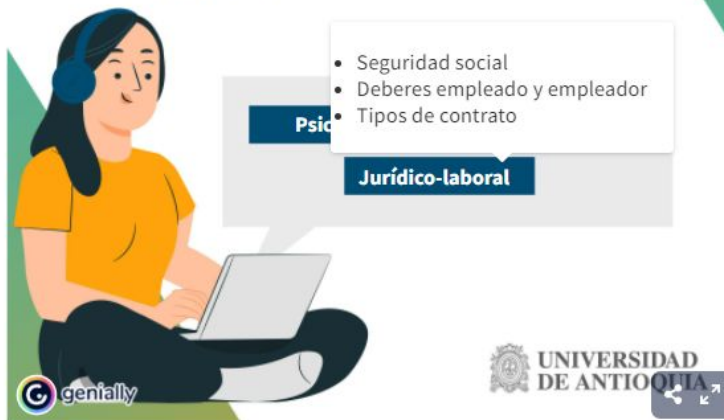 Seguridad social
Deberes empleado y empleador
Tipos de contrato
Jurídico-laboral
UNIVERSIDAD
DE ANTIOQUIA
genially